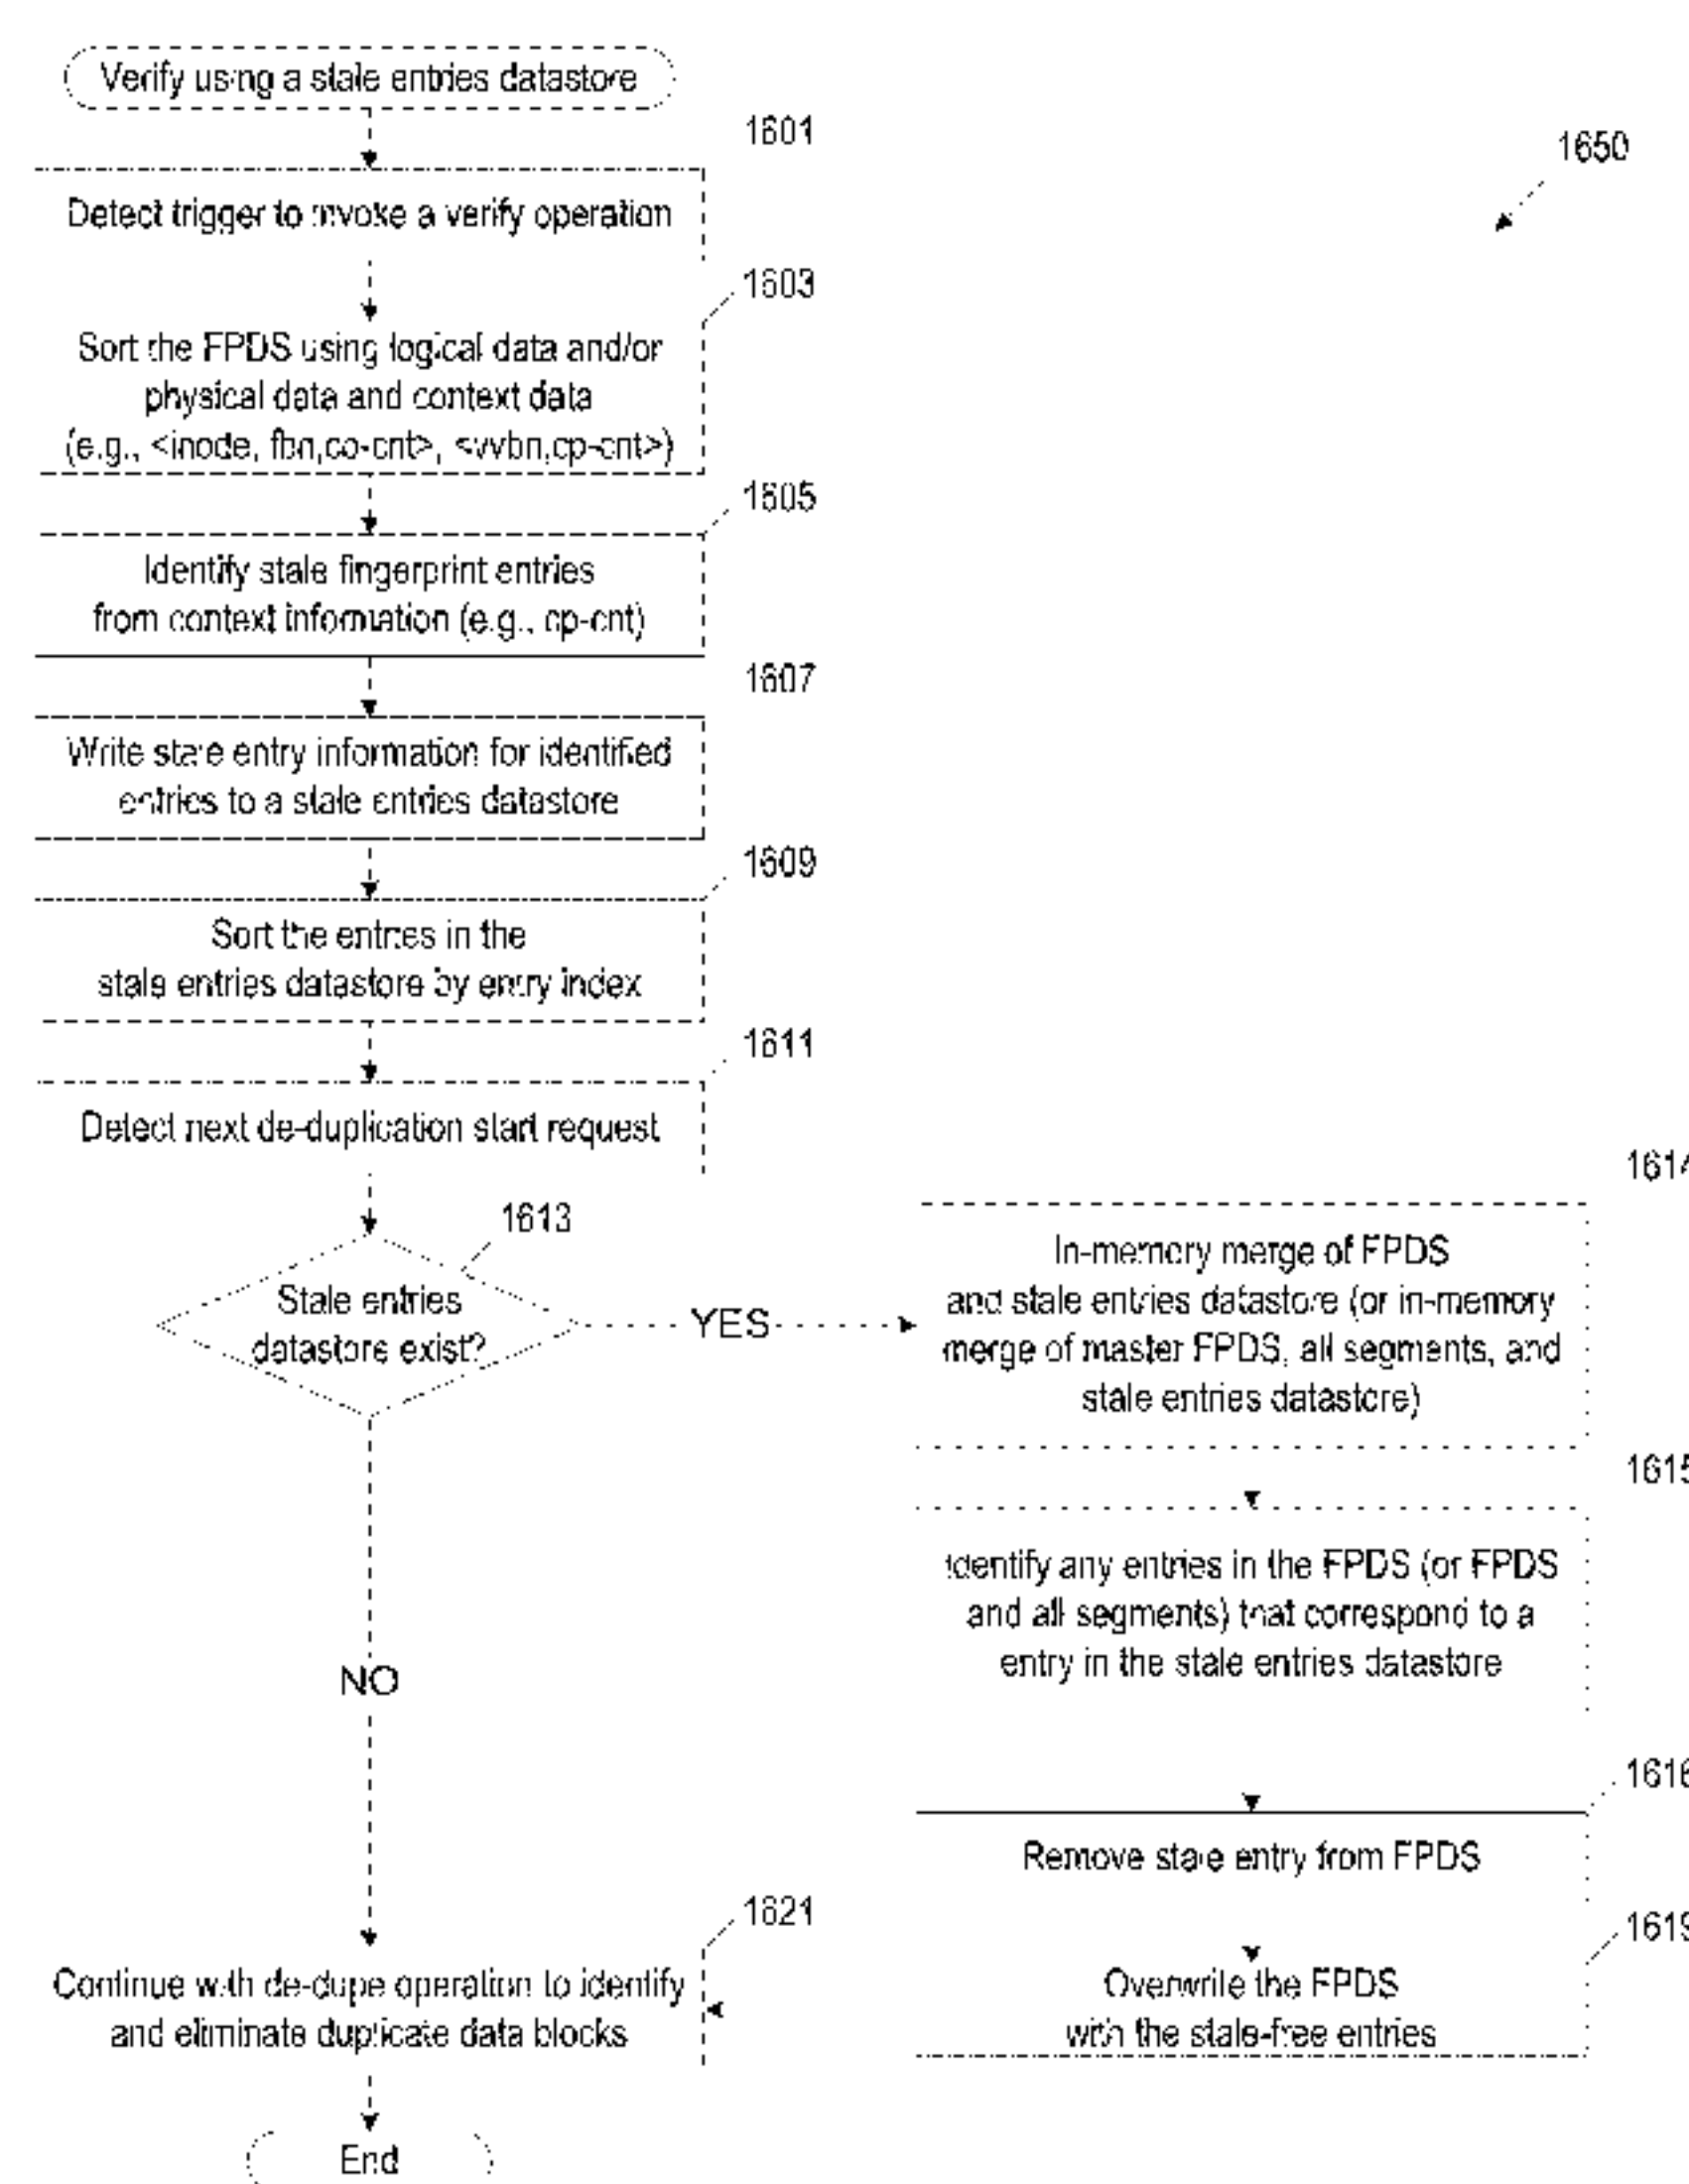 Verify using a stale entries datastore
1601
1650
Detect trigger to invoke a verify operation
1603
Sort the FPDS using logical data and/or
physical data and context data
(e.g., <inode, fbn,cp-cnt>, <vvbn,cp-cnt>)
1605
Identify stale fingerprint entries
from context information (e.g., cp-cnt)
1607
Write stale entry information for identified
entries to a stale entries datastore
1609
Sort the entries in the
stale entries datastore by entry index
1611
Detect next de-duplication start request
1613
Stale entries
datastore exist?
YES
NO
1614
In-memory merge of FPDS
and stale entries datastore (or in-memory
merge of master FPDS, all segments, and
stale entries datastore)
1615
Identify any entries in the FPDS (or FPDS
and all segments) that correspond to a
entry in the stale entries datastore
1616
Remove stale entry from FPDS
1619
Overwrite the FPDS
with the stale-free entries
1621
Continue with de-dupe operation to identify
and eliminate duplicate data blocks
End